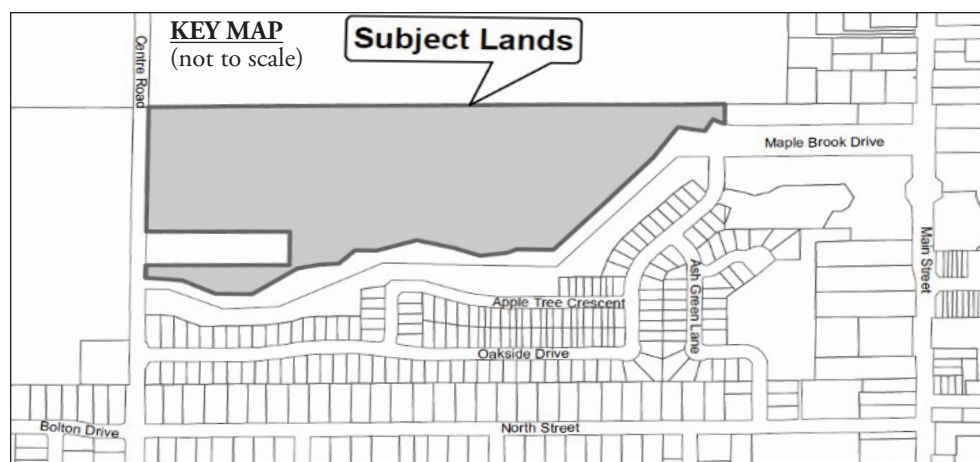 KEY MAP
(not to scale)
Subject Lands
Centre Road
Maple Brook Drive
Main Street
Ash Green Lane
Apple Tree Crescent
Oakside Drive
North Street
Bolton Drive